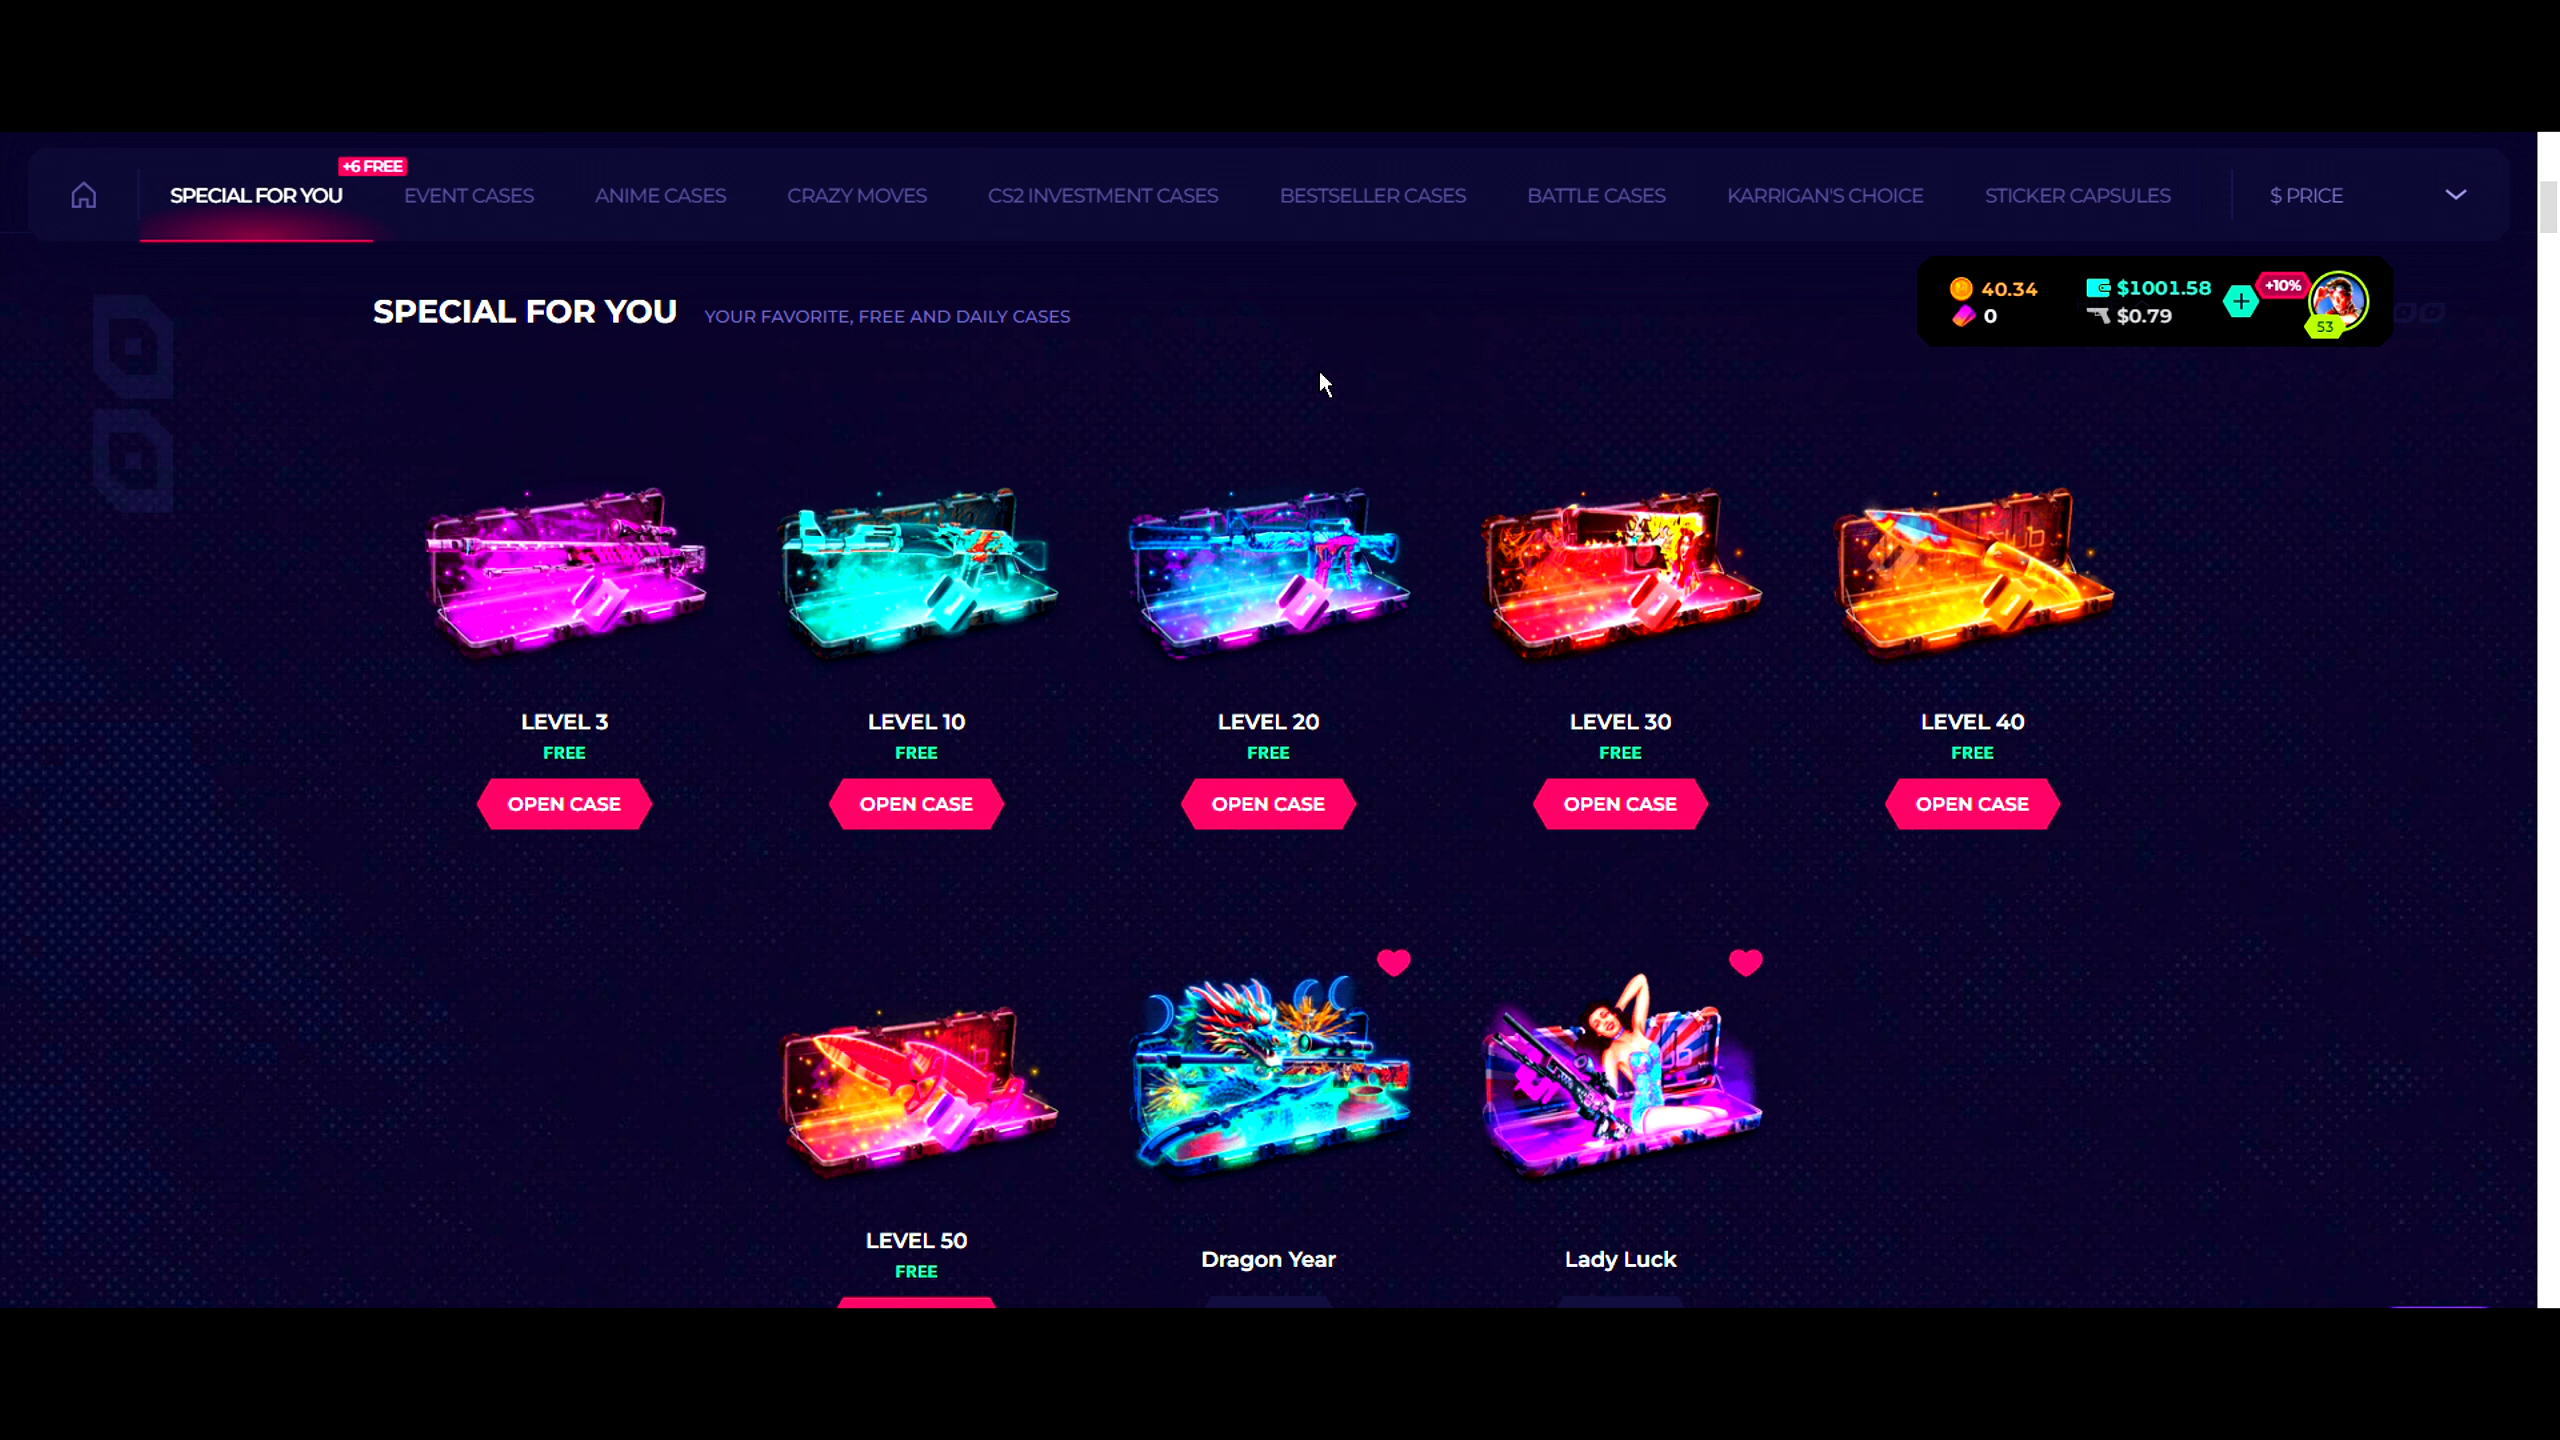 +6 FREE
SPECIAL FOR YOU EVENT CASES ANIME CASES CRAZY MOVES CS2 INVESTMENT CASES BESTSELLER CASES BATTLE CASES KARRIGAN'S CHOICE STICKER CAPSULES $ PRICE
SPECIAL FOR YOU YOUR FAVORITE, FREE AND DAILY CASES
40.34 $1001.58 +10%
0 $0.79 53
LEVEL 3 LEVEL 10 LEVEL 20 LEVEL 30 LEVEL 40
FREE FREE FREE FREE FREE
OPEN CASE OPEN CASE OPEN CASE OPEN CASE OPEN CASE
LEVEL 50 Dragon Year Lady Luck
FREE